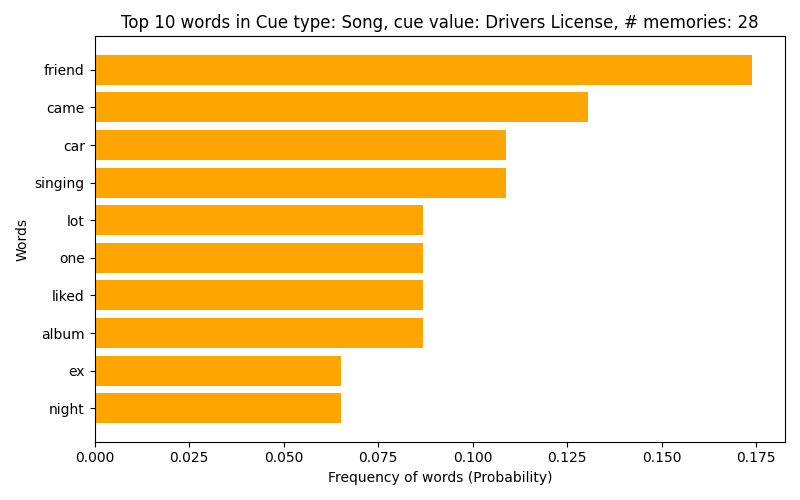 Top 10 words in Cue type: Song, cue value: Drivers License, # memories: 28
friend
came
car
singing
lot
one
liked
album
ex
night
Words
0.000 0.025 0.050 0.075 0.100 0.125 0.150 0.175
Frequency of words (Probability)